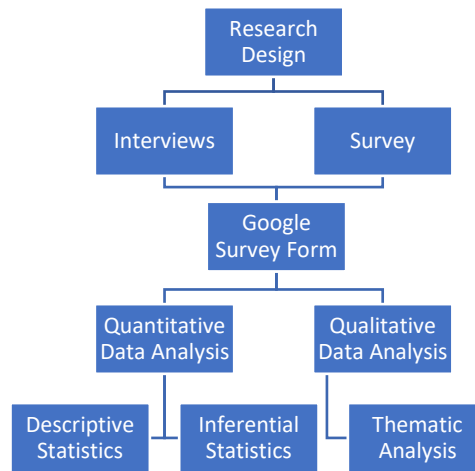 Research
Design
Interviews
Survey
Google
Survey Form
Quantitative
Data Analysis
Qualitative
Data Analysis
Descriptive
Statistics
Inferential
Statistics
Thematic
Analysis